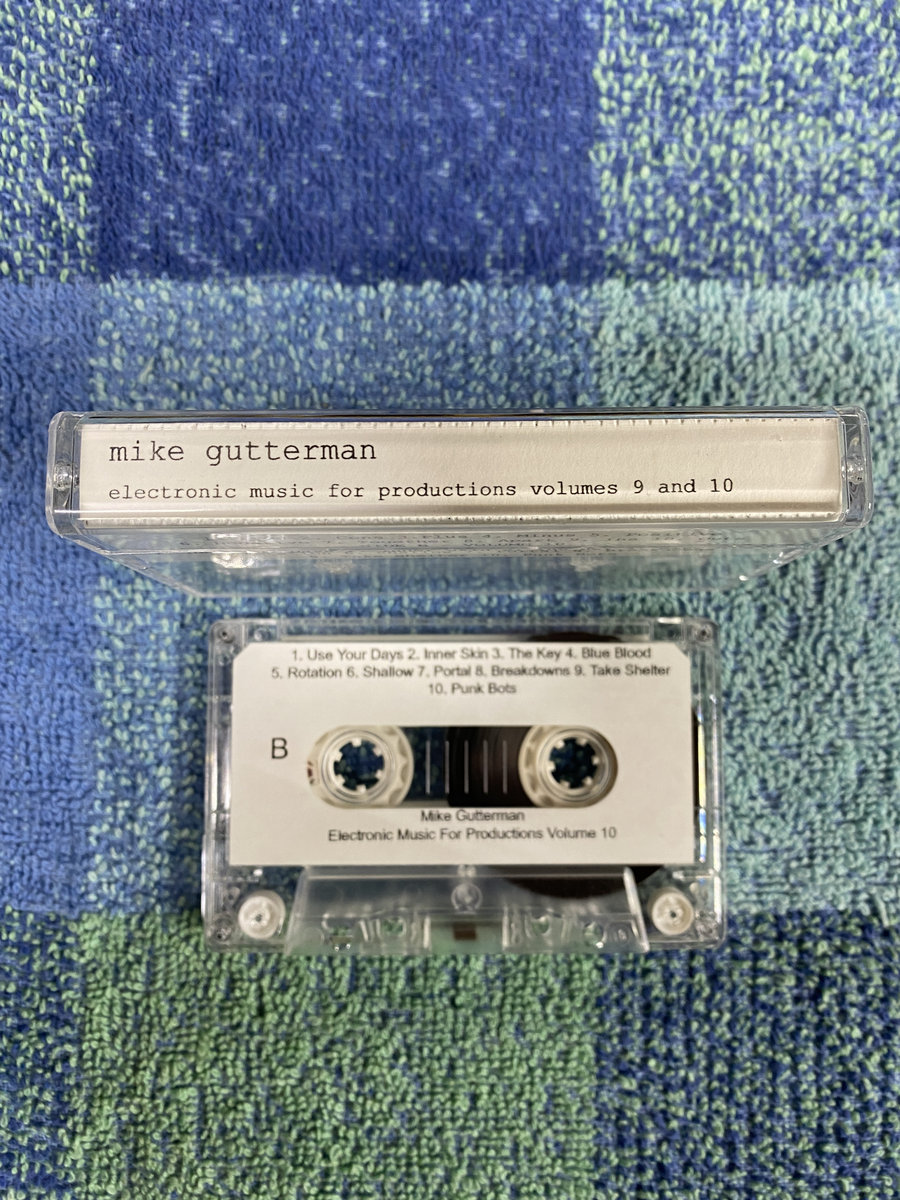 mike gutterman
electronic music for productions volumes 9 and 10
1. Use Your Days 2. Inner Skin 3. The Key 4. Blue Blood
5. Rotation 6. Shallow 7. Portal 8. Breakdowns 9. Take Shelter
10. Punk Bots
B
Mike Gutterman
Electronic Music For Productions Volume 10